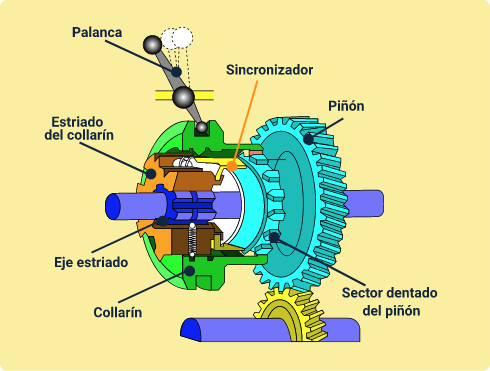 Palanca
Sincronizador
Piñón
Estriado
del collarín
Eje estriado
Collarín
Sector dentado
del piñón